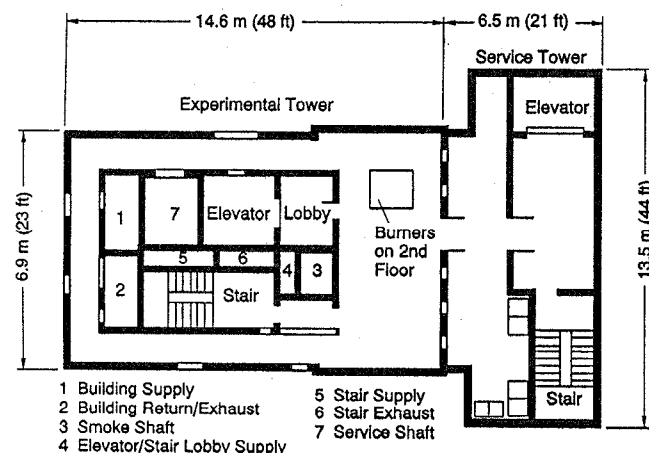 14.6 m (48 ft)
6.5 m (21 ft)
Service Tower
Experimental Tower
Elevator
6.9 m (23 ft)
13.5 m (44 ft)
1
7
Elevator
Lobby
Burners
on 2nd
Floor
5
6
4
3
2
Stair
Stair
1 Building Supply
2 Building Return/Exhaust
3 Smoke Shaft
4 Elevator/Stair Lobby Supply
5 Stair Supply
6 Stair Exhaust
7 Service Shaft